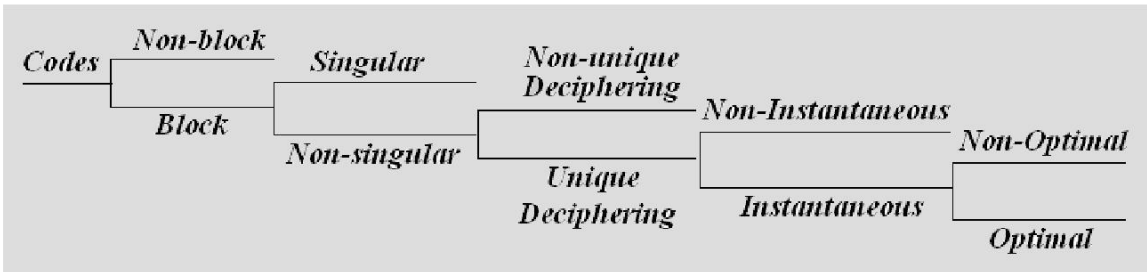 Codes
Non-block
Block
Singular
Non-singular
Non-unique
Deciphering
Unique
Deciphering
Non-Instantaneous
Instantaneous
Non-Optimal
Optimal